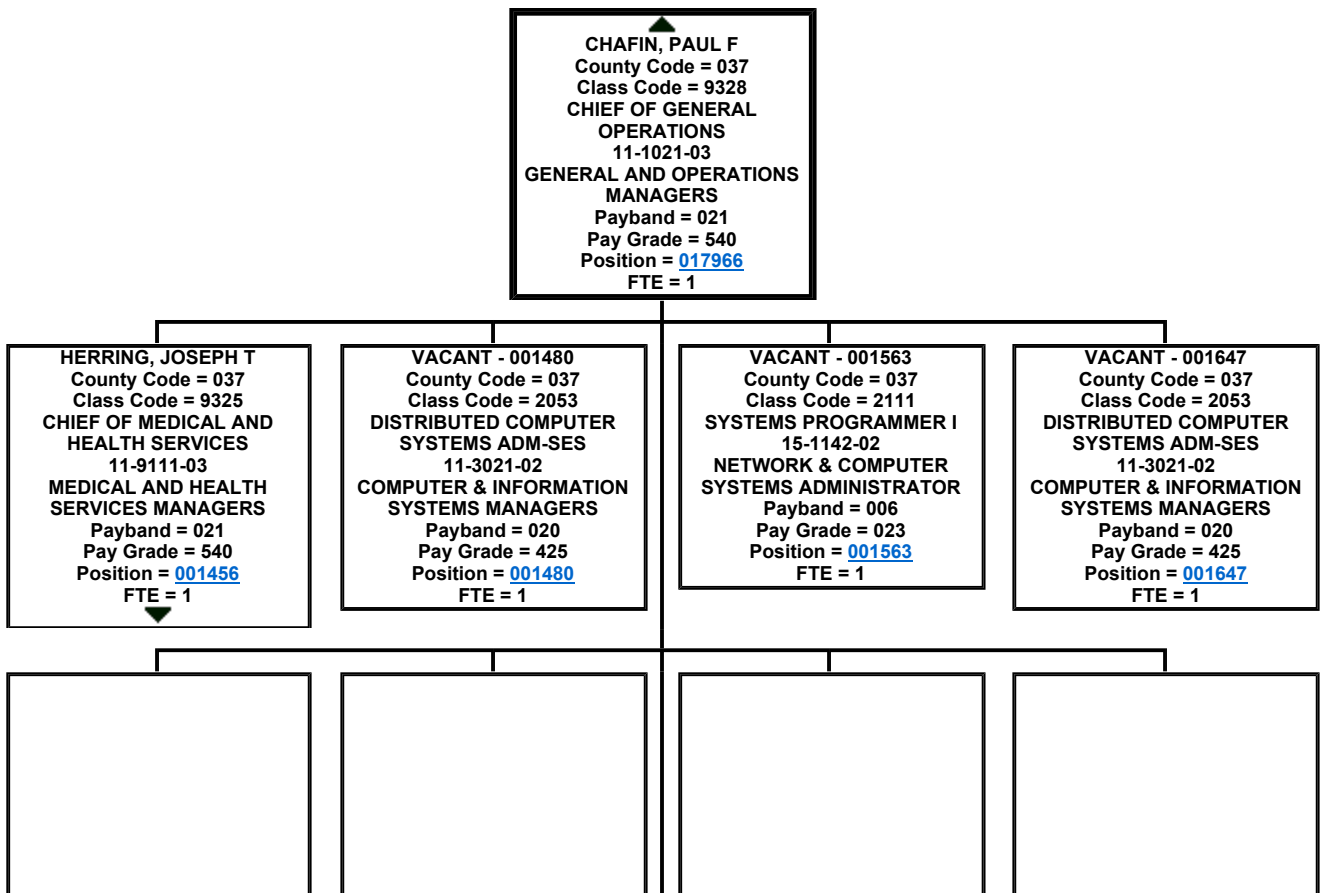 CHAFIN, PAUL F
County Code = 037
Class Code = 9328
CHIEF OF GENERAL
OPERATIONS
11-1021-03
GENERAL AND OPERATIONS
MANAGERS
Payband = 021
Pay Grade = 540
Position = 017966
FTE = 1
HERRING, JOSEPH T
County Code = 037
Class Code = 9325
CHIEF OF MEDICAL AND
HEALTH SERVICES
11-9111-03
MEDICAL AND HEALTH
SERVICES MANAGERS
Payband = 021
Pay Grade = 540
Position = 001456
FTE = 1
VACANT - 001480
County Code = 037
Class Code = 2053
DISTRIBUTED COMPUTER
SYSTEMS ADM-SES
11-3021-02
COMPUTER & INFORMATION
SYSTEMS MANAGERS
Payband = 020
Pay Grade = 425
Position = 001480
FTE = 1
VACANT - 001563
County Code = 037
Class Code = 2111
SYSTEMS PROGRAMMER I
15-1142-02
NETWORK & COMPUTER
SYSTEMS ADMINISTRATOR
Payband = 006
Pay Grade = 023
Position = 001563
FTE = 1
VACANT - 001647
County Code = 037
Class Code = 2053
DISTRIBUTED COMPUTER
SYSTEMS ADM-SES
11-3021-02
COMPUTER & INFORMATION
SYSTEMS MANAGERS
Payband = 020
Pay Grade = 425
Position = 001647
FTE = 1